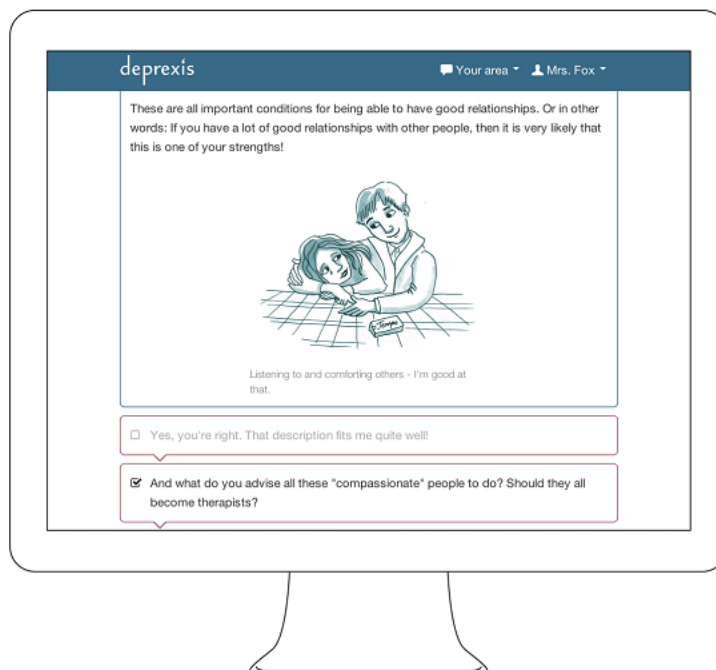 deprexis
Your area
Mrs. Fox
These are all important conditions for being able to have good relationships. Or in other
words: If you have a lot of good relationships with other people, then it is very likely that
this is one of your strengths!
Listening to and comforting others - I'm good at
that.
Yes, you're right. That description fits me quite well!
And what do you advise all these "compassionate" people to do? Should they all
become therapists?